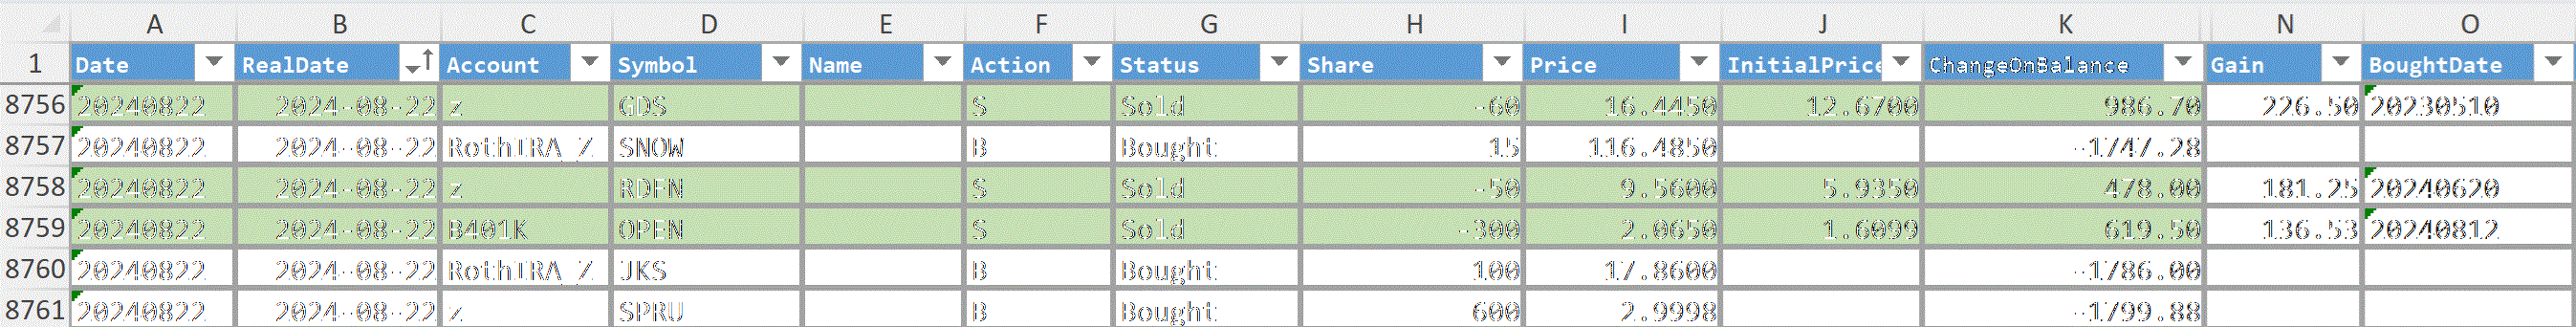 A B C D E F G H I J K N O
1 Date RealDate Account Symbol Name Action Status Share Price InitialPrice ChangeOnBalance Gain BoughtDate
8756 20240822 2024-08-22 z GDS S Sold -60 16.4450 12.6700 986.70 226.50 20230510
8757 20240822 2024-08-22 RothIRA_Z SNOW B Bought 15 116.4850 -1747.28
8758 20240822 2024-08-22 z RDFN S Sold -50 9.5600 5.9350 478.00 181.25 20240620
8759 20240822 2024-08-22 B401K OPEN S Sold -300 2.0650 1.6099 619.50 136.53 20240812
8760 20240822 2024-08-22 RothIRA_Z JKS B Bought 100 17.8600 -1786.00
8761 20240822 2024-08-22 z SPRU B Bought 600 2.9998 -1799.88